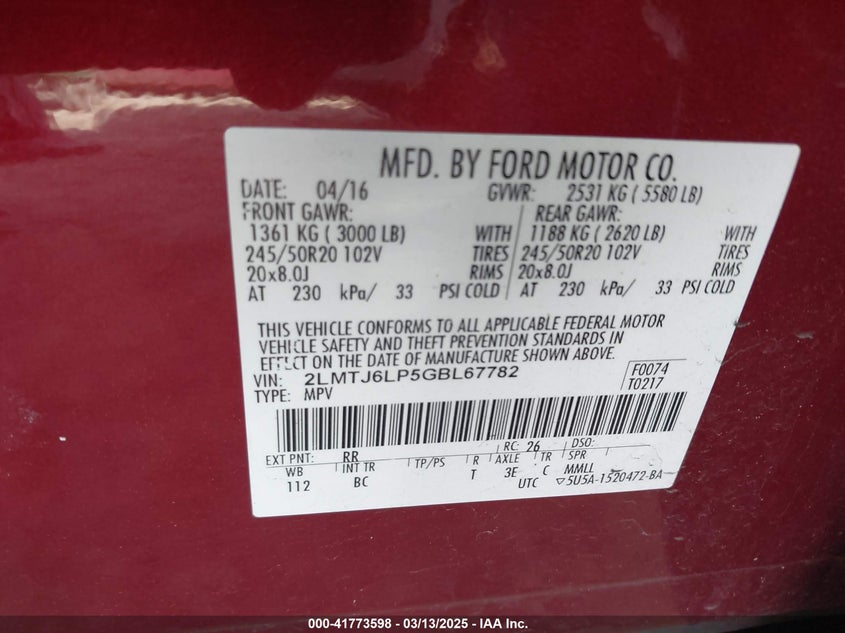 MFD. BY FORD MOTOR CO.
DATE: 04/16 GVWR: 2531 KG ( 5580 LB)
FRONT GAWR: REAR GAWR:
1361 KG ( 3000 LB) WITH 1188 KG ( 2620 LB) WITH
245/50R20 102V TIRES 245/50R20 102V TIRES
20x8.0J RIMS 20x8.0J RIMS
AT 230 kPa/ 33 PSI COLD AT 230 kPa/ 33 PSI COLD
THIS VEHICLE CONFORMS TO ALL APPLICABLE FEDERAL MOTOR
VEHICLE SAFETY AND THEFT PREVENTION STANDARDS IN
EFFECT ON THE DATE OF MANUFACTURE SHOWN ABOVE.
VIN: 2LMTJ6LP5GBL67782 F0074
TYPE: MPV T0217
EXT PNT: RR RC: 26 DSO:
WB INT TR TP/PS R AXLE TR SPR
112 BC T 3E C MMLL
UTC ▽5U5A-1520472-BA
000-41773598 - 03/13/2025 - IAA Inc.